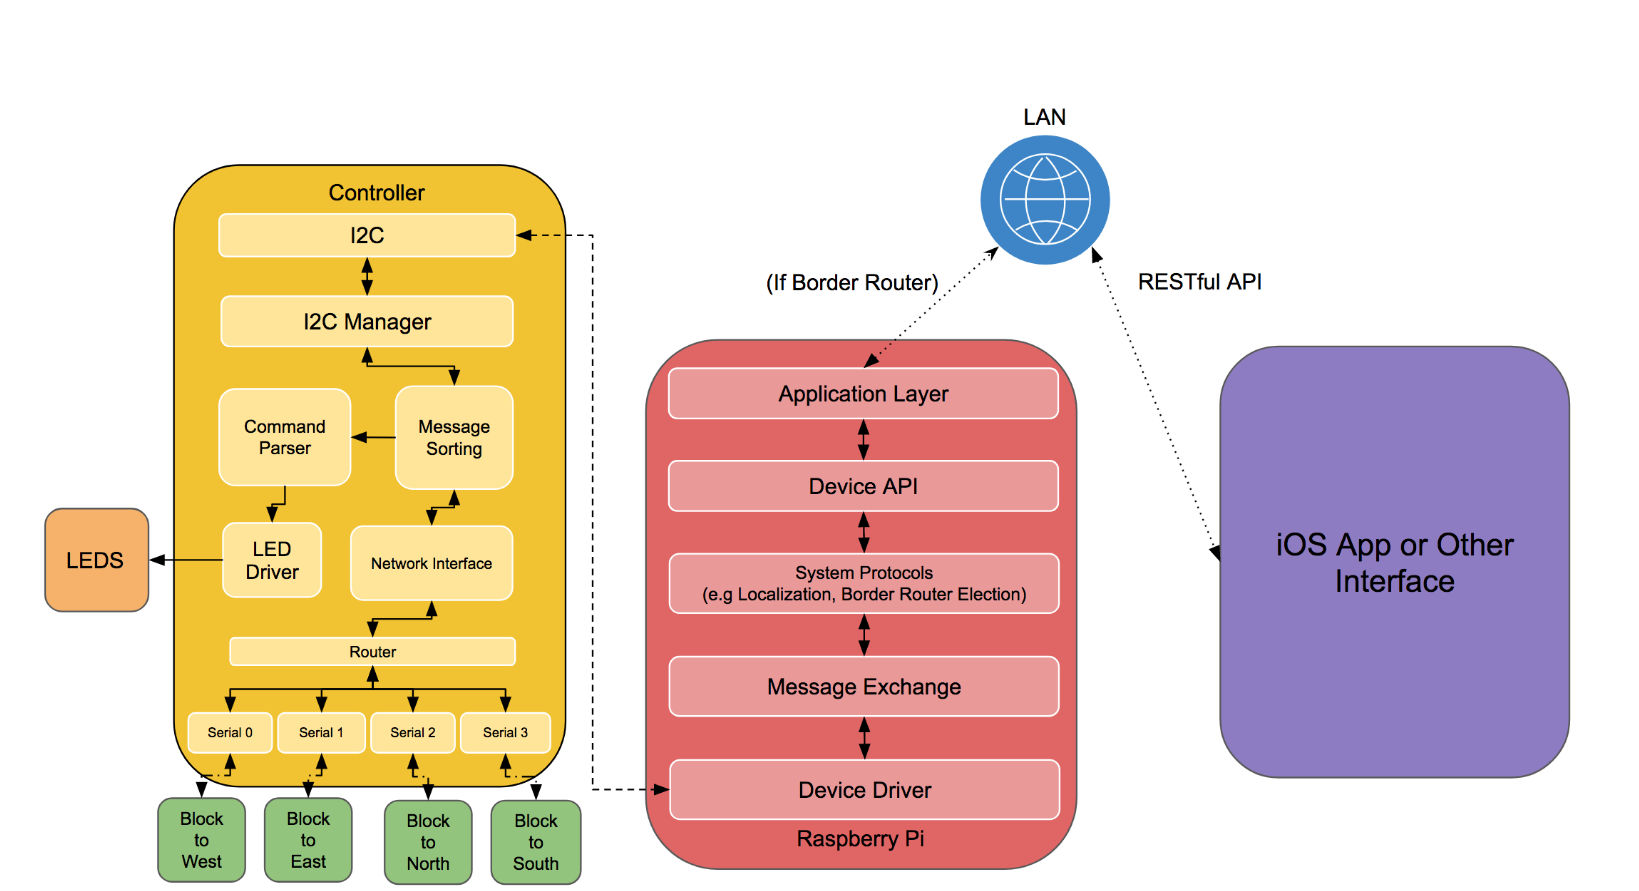 LAN
(If Border Router)
RESTful API
Controller
I2C
I2C Manager
Command
Parser
Message
Sorting
LED
Driver
Network Interface
LEDS
Router
Serial 0
Serial 1
Serial 2
Serial 3
Block
to
West
Block
to
East
Block
to
North
Block
to
South
Application Layer
Device API
System Protocols
(e.g Localization, Border Router Election)
Message Exchange
Device Driver
Raspberry Pi
iOS App or Other
Interface